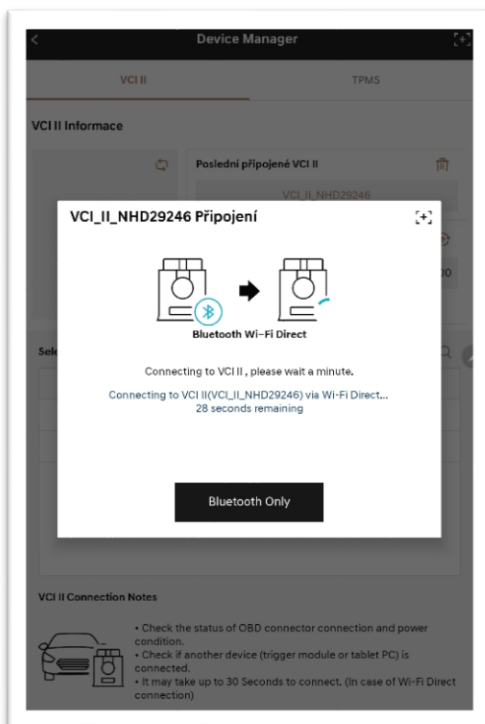 Device Manager
VCI II
TPMS
VCI II Informace
Poslední připojené VCI II
VCI_II_NHD29246
VCI_II_NHD29246 Připojení
00
Bluetooth Wi-Fi Direct
Sele
Connecting to VCI II , please wait a minute.
Connecting to VCI II(VCI_II_NHD29246) via Wi-Fi Direct...
28 seconds remaining
Bluetooth Only
VCI II Connection Notes
• Check the status of OBD connector connection and power
condition.
• Check if another device (trigger module or tablet PC) is
connected.
• It may take up to 30 Seconds to connect. (In case of Wi-Fi Direct
connection)